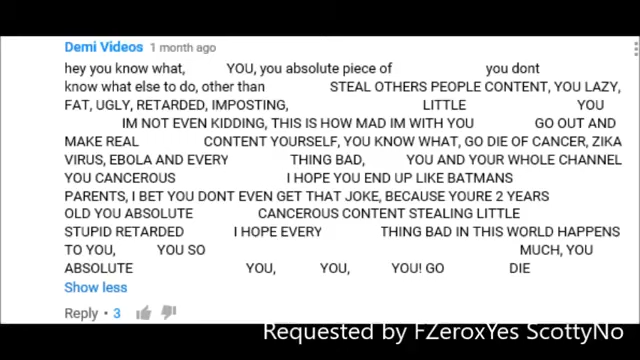 Demi Videos 1 month ago
hey you know what, YOU, you absolute piece of you dont
know what else to do, other than STEAL OTHERS PEOPLE CONTENT, YOU LAZY,
FAT, UGLY, RETARDED, IMPOSTING, LITTLE YOU
IM NOT EVEN KIDDING, THIS IS HOW MAD IM WITH YOU GO OUT AND
MAKE REAL CONTENT YOURSELF, YOU KNOW WHAT, GO DIE OF CANCER, ZIKA
VIRUS, EBOLA AND EVERY THING BAD, YOU AND YOUR WHOLE CHANNEL
YOU CANCEROUS I HOPE YOU END UP LIKE BATMANS
PARENTS, I BET YOU DONT EVEN GET THAT JOKE, BECAUSE YOURE 2 YEARS
OLD YOU ABSOLUTE CANCEROUS CONTENT STEALING LITTLE
STUPID RETARDED I HOPE EVERY THING BAD IN THIS WORLD HAPPENS
TO YOU, YOU SO MUCH, YOU
ABSOLUTE YOU, YOU, YOU! GO DIE
Show less
Reply • 3
Requested by FZeroxYes ScottyNo